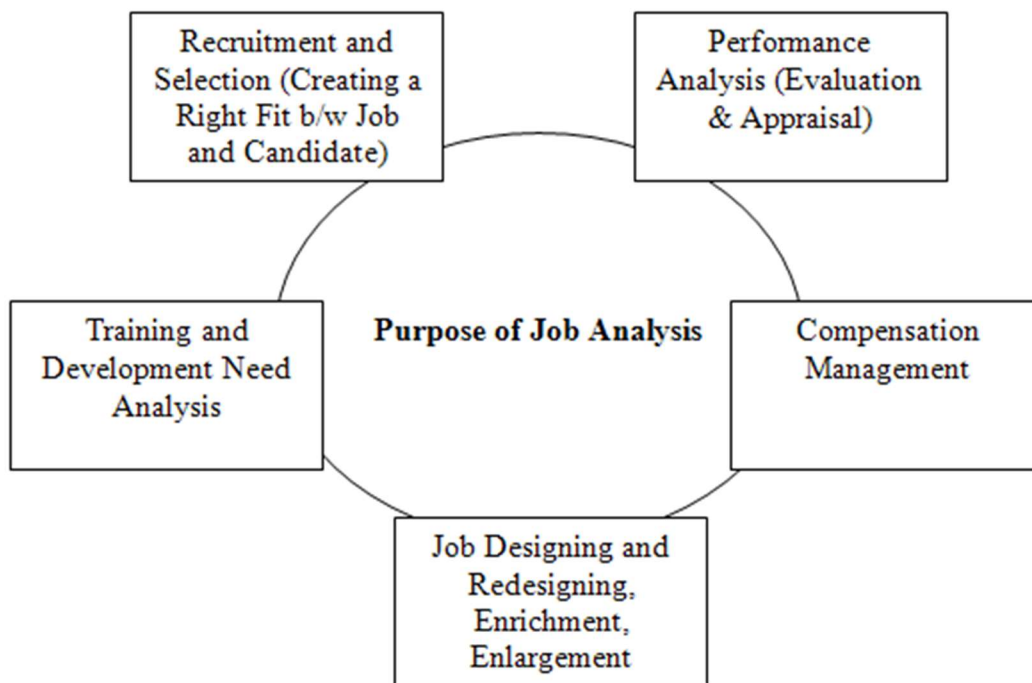 Recruitment and
Selection (Creating a
Right Fit b/w Job
and Candidate)
Performance
Analysis (Evaluation
& Appraisal)
Training and
Development Need
Analysis
Purpose of Job Analysis
Compensation
Management
Job Designing and
Redesigning,
Enrichment,
Enlargement